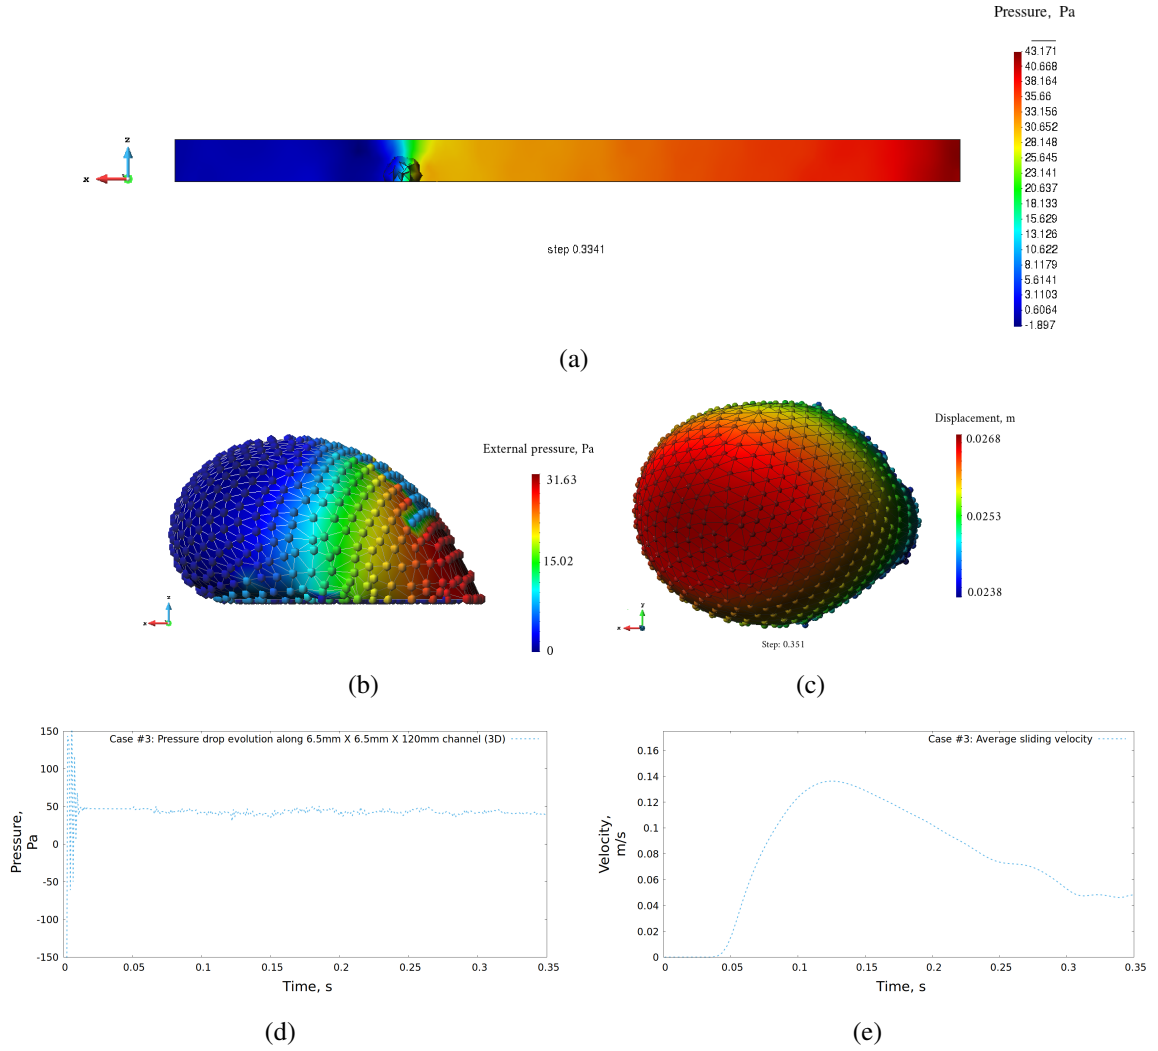 Pressure, Pa
43.171
40.668
38.164
35.66
33.156
30.652
28.148
25.645
23.141
20.637
18.133
15.629
13.126
10.622
8.1179
5.6141
3.1103
0.6064
-1.897
z
x
step 0.3341
(a)
External pressure, Pa
31.63
15.02
0
z
x
(b)
Displacement, m
0.0268
0.0253
0.0238
y
x
Step: 0.351
(c)
Case #3: Pressure drop evolution along 6.5mm X 6.5mm X 120mm channel (3D)
150
100
50
0
-50
-100
-150
Pressure,
Pa
0 0.05 0.1 0.15 0.2 0.25 0.3 0.35
Time, s
(d)
Case #3: Average sliding velocity
0.16
0.14
0.12
0.1
0.08
0.06
0.04
0.02
0
Velocity,
m/s
0 0.05 0.1 0.15 0.2 0.25 0.3 0.35
Time, s
(e)